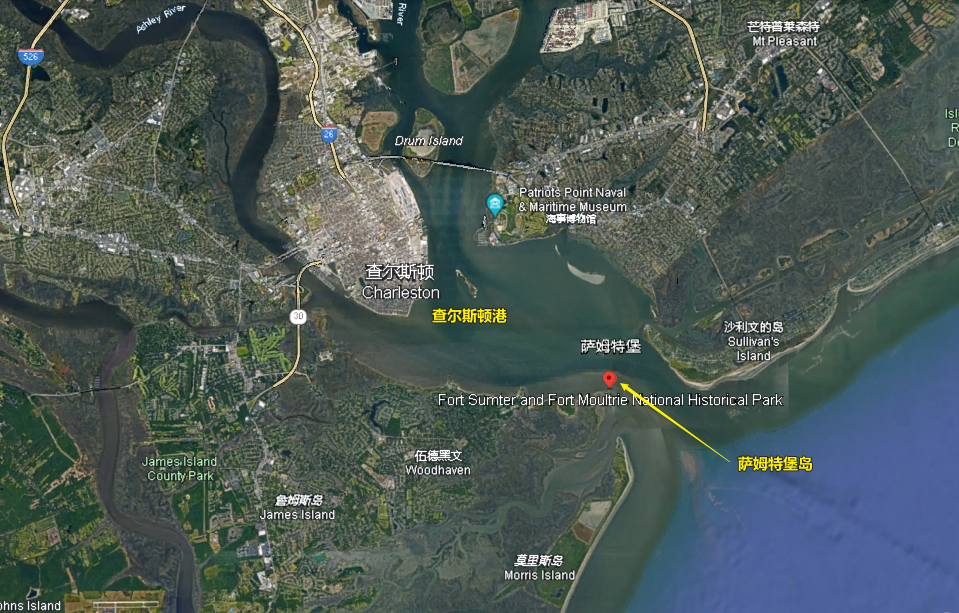 Ashley River
River
526
芒特普莱森特
Mt Pleasant
26
Drum Island
Patriots Point Naval
& Maritime Museum
海事博物馆
查尔斯顿
Charleston
查尔斯顿港
30
沙利文的岛
Sullivan's
Island
萨姆特堡
Fort Sumter and Fort Moultrie National Historical Park
萨姆特堡岛
伍德黑文
Woodhaven
James Island
County Park
詹姆斯岛
James Island
莫里斯岛
Morris Island
ohns Island